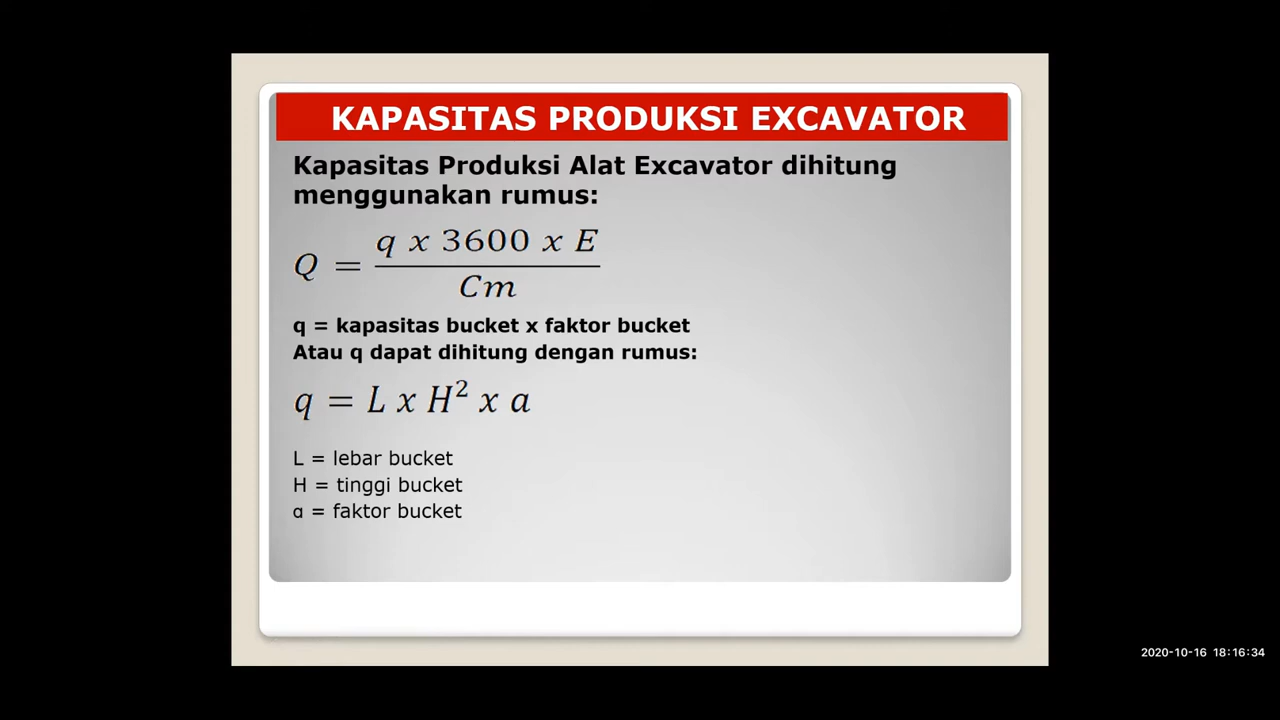 KAPASITAS PRODUKSI EXCAVATOR
Kapasitas Produksi Alat Excavator dihitung
menggunakan rumus:
Q = \frac{q x 3600 x E}{Cm}
q = kapasitas bucket x faktor bucket
Atau q dapat dihitung dengan rumus:
q = L x H² x a
L = lebar bucket
H = tinggi bucket
ɑ = faktor bucket
2020-10-16 18:16:34